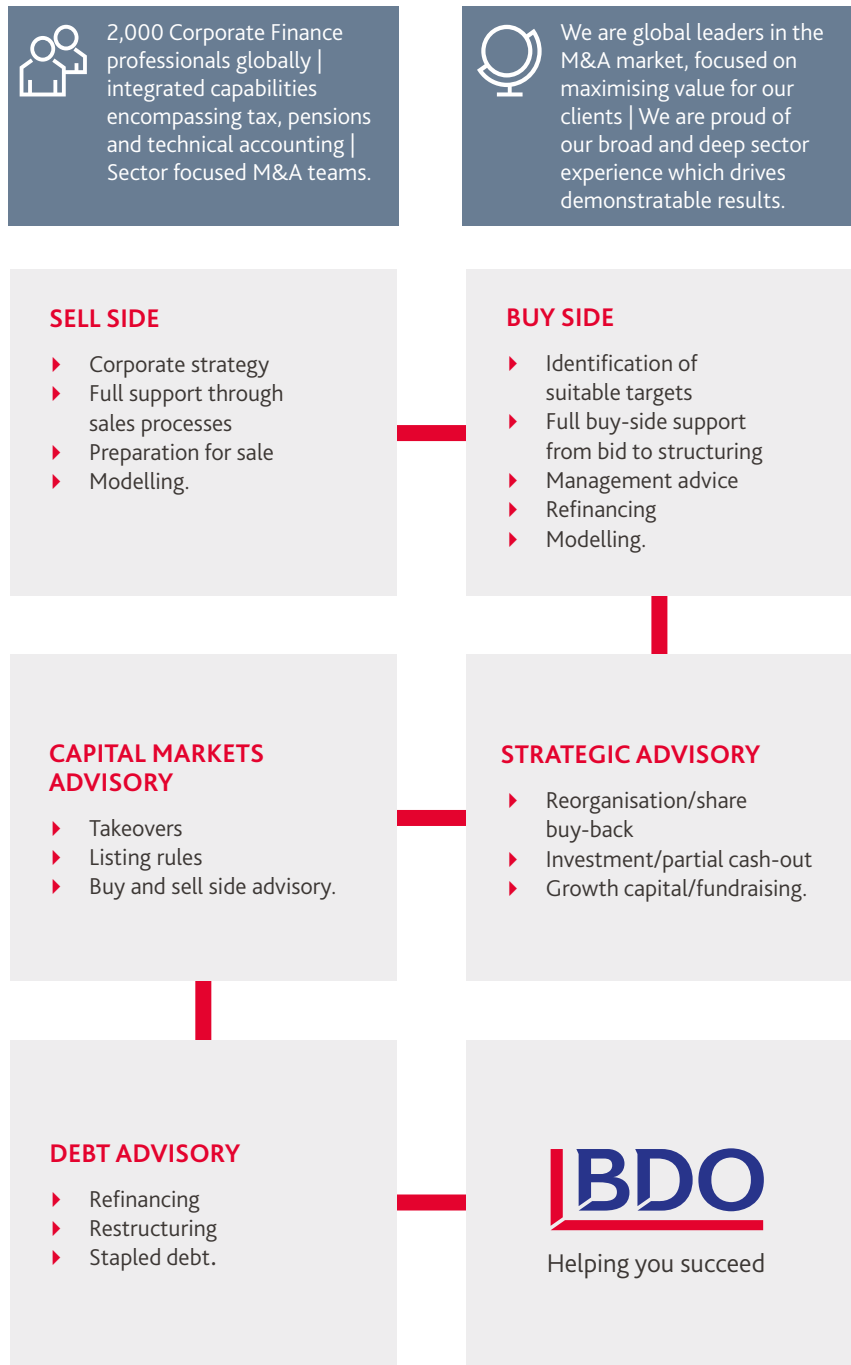 2,000 Corporate Finance
professionals globally |
integrated capabilities
encompassing tax, pensions
and technical accounting |
Sector focused M&A teams.
We are global leaders in the
M&A market, focused on
maximising value for our
clients | We are proud of
our broad and deep sector
experience which drives
demonstratable results.
SELL SIDE
Corporate strategy
Full support through
sales processes
Preparation for sale
Modelling.
BUY SIDE
Identification of
suitable targets
Full buy-side support
from bid to structuring
Management advice
Refinancing
Modelling.
CAPITAL MARKETS
ADVISORY
Takeovers
Listing rules
Buy and sell side advisory.
STRATEGIC ADVISORY
Reorganisation/share
buy-back
Investment/partial cash-out
Growth capital/fundraising.
DEBT ADVISORY
Refinancing
Restructuring
Stapled debt.
BDO
Helping you succeed